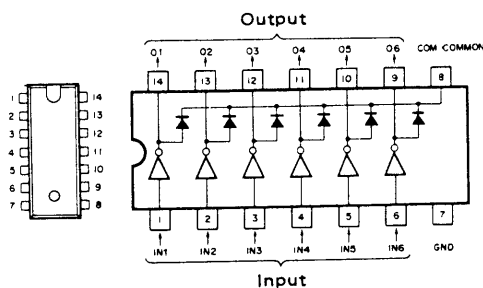 Output
O1 O2 O3 O4 O5 O6 COM COMMON
14 13 12 11 10 9 8
1 14
2 13
3 12
4 11
5 10
6 9
7 8
1 2 3 4 5 6 7
IN1 IN2 IN3 IN4 IN5 IN6 GND
Input